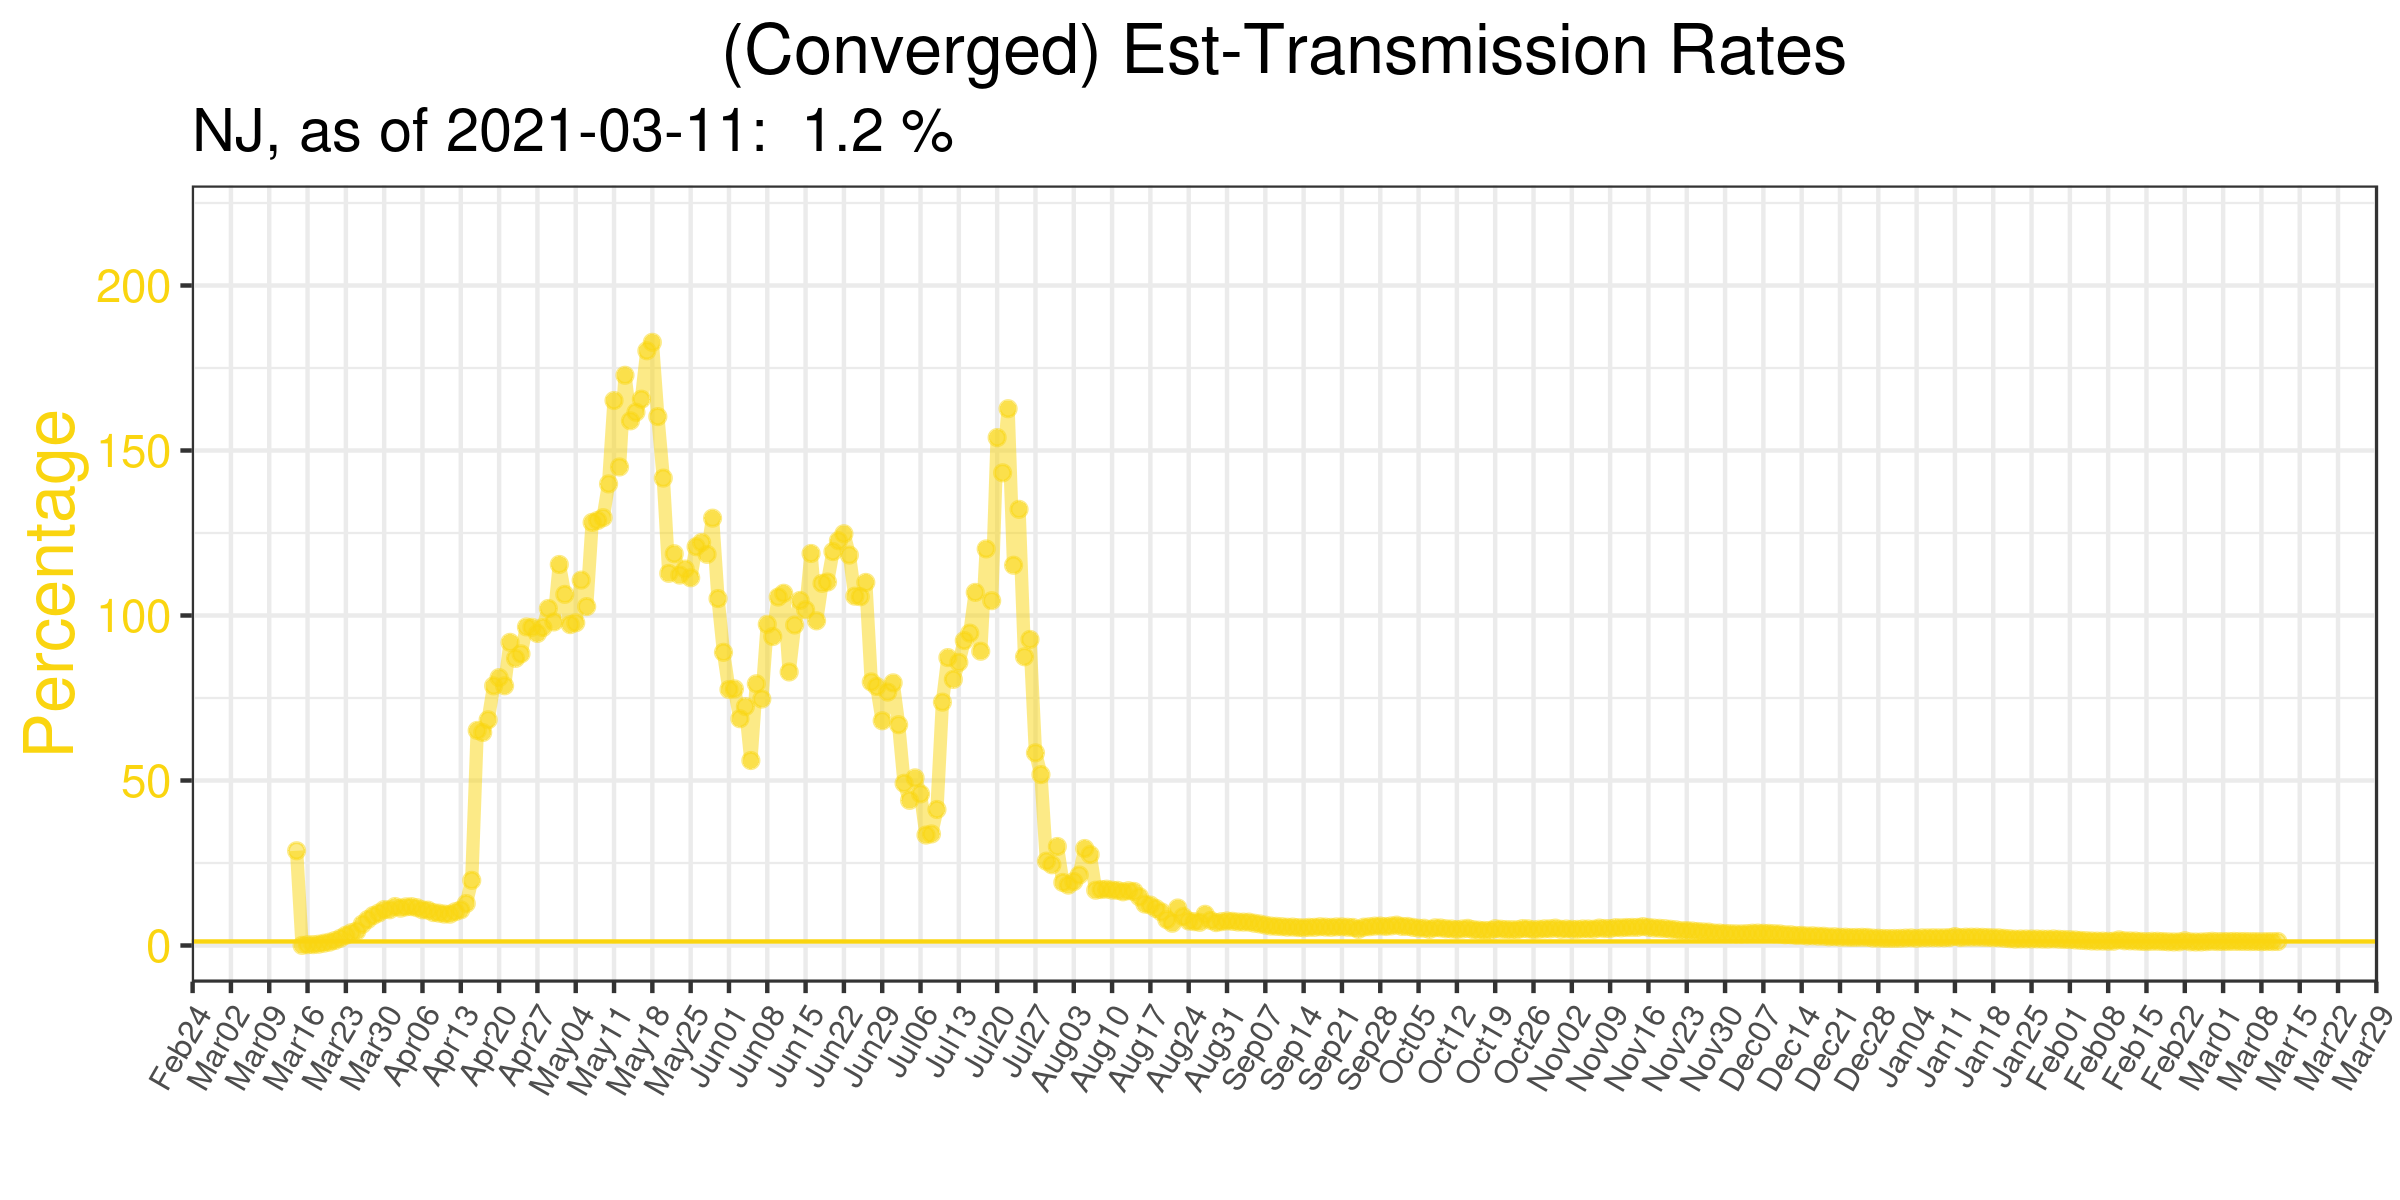 (Converged) Est-Transmission Rates
NJ, as of 2021-03-11:  1.2 %
Percentage
200
150
100
50
0
Feb24
Mar02
Mar09
Mar16
Mar23
Mar30
Apr06
Apr13
Apr20
Apr27
May04
May11
May18
May25
Jun01
Jun08
Jun15
Jun22
Jun29
Jul06
Jul13
Jul20
Jul27
Aug03
Aug10
Aug17
Aug24
Aug31
Sep07
Sep14
Sep21
Sep28
Oct05
Oct12
Oct19
Oct26
Nov02
Nov09
Nov16
Nov23
Nov30
Dec07
Dec14
Dec21
Dec28
Jan04
Jan11
Jan18
Jan25
Feb01
Feb08
Feb15
Feb22
Mar01
Mar08
Mar15
Mar22
Mar29